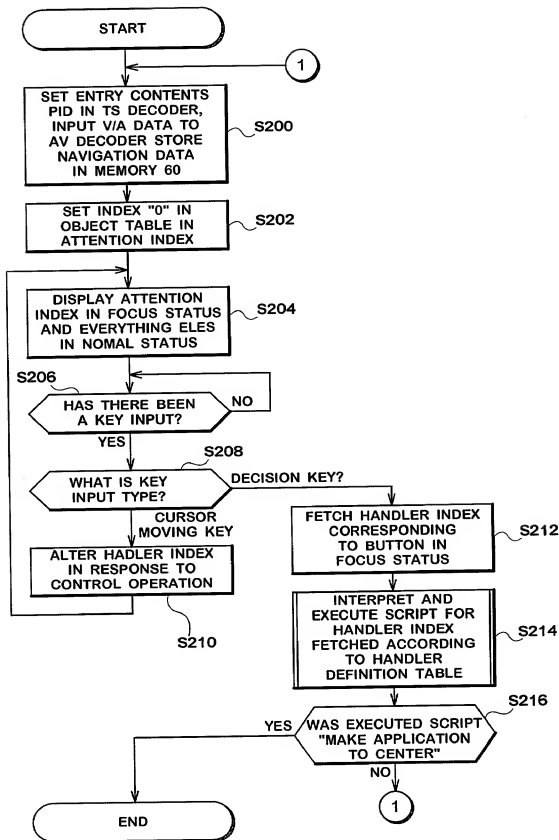 START
1
SET ENTRY CONTENTS
PID IN TS DECODER,
INPUT V/A DATA TO
AV DECODER STORE
NAVIGATION DATA
IN MEMORY 60
S200
SET INDEX "0" IN
OBJECT TABLE IN
ATTENTION INDEX
S202
DISPLAY ATTENTION
INDEX IN FOCUS STATUS
AND EVERYTHING ELES
IN NOMAL STATUS
S204
S206
HAS THERE BEEN
A KEY INPUT?
NO
YES
S208
WHAT IS KEY
INPUT TYPE?
DECISION KEY?
CURSOR
MOVING KEY
ALTER HADLER INDEX
IN RESPONSE TO
CONTROL OPERATION
S210
FETCH HANDLER INDEX
CORRESPONDING
TO BUTTON IN
FOCUS STATUS
S212
INTERPRET AND
EXECUTE SCRIPT FOR
HANDLER INDEX
FETCHED ACCORDING
TO HANDLER
DEFINITION TABLE
S214
S216
WAS EXECUTED SCRIPT
"MAKE APPLICATION
TO CENTER"
YES
NO
1
END